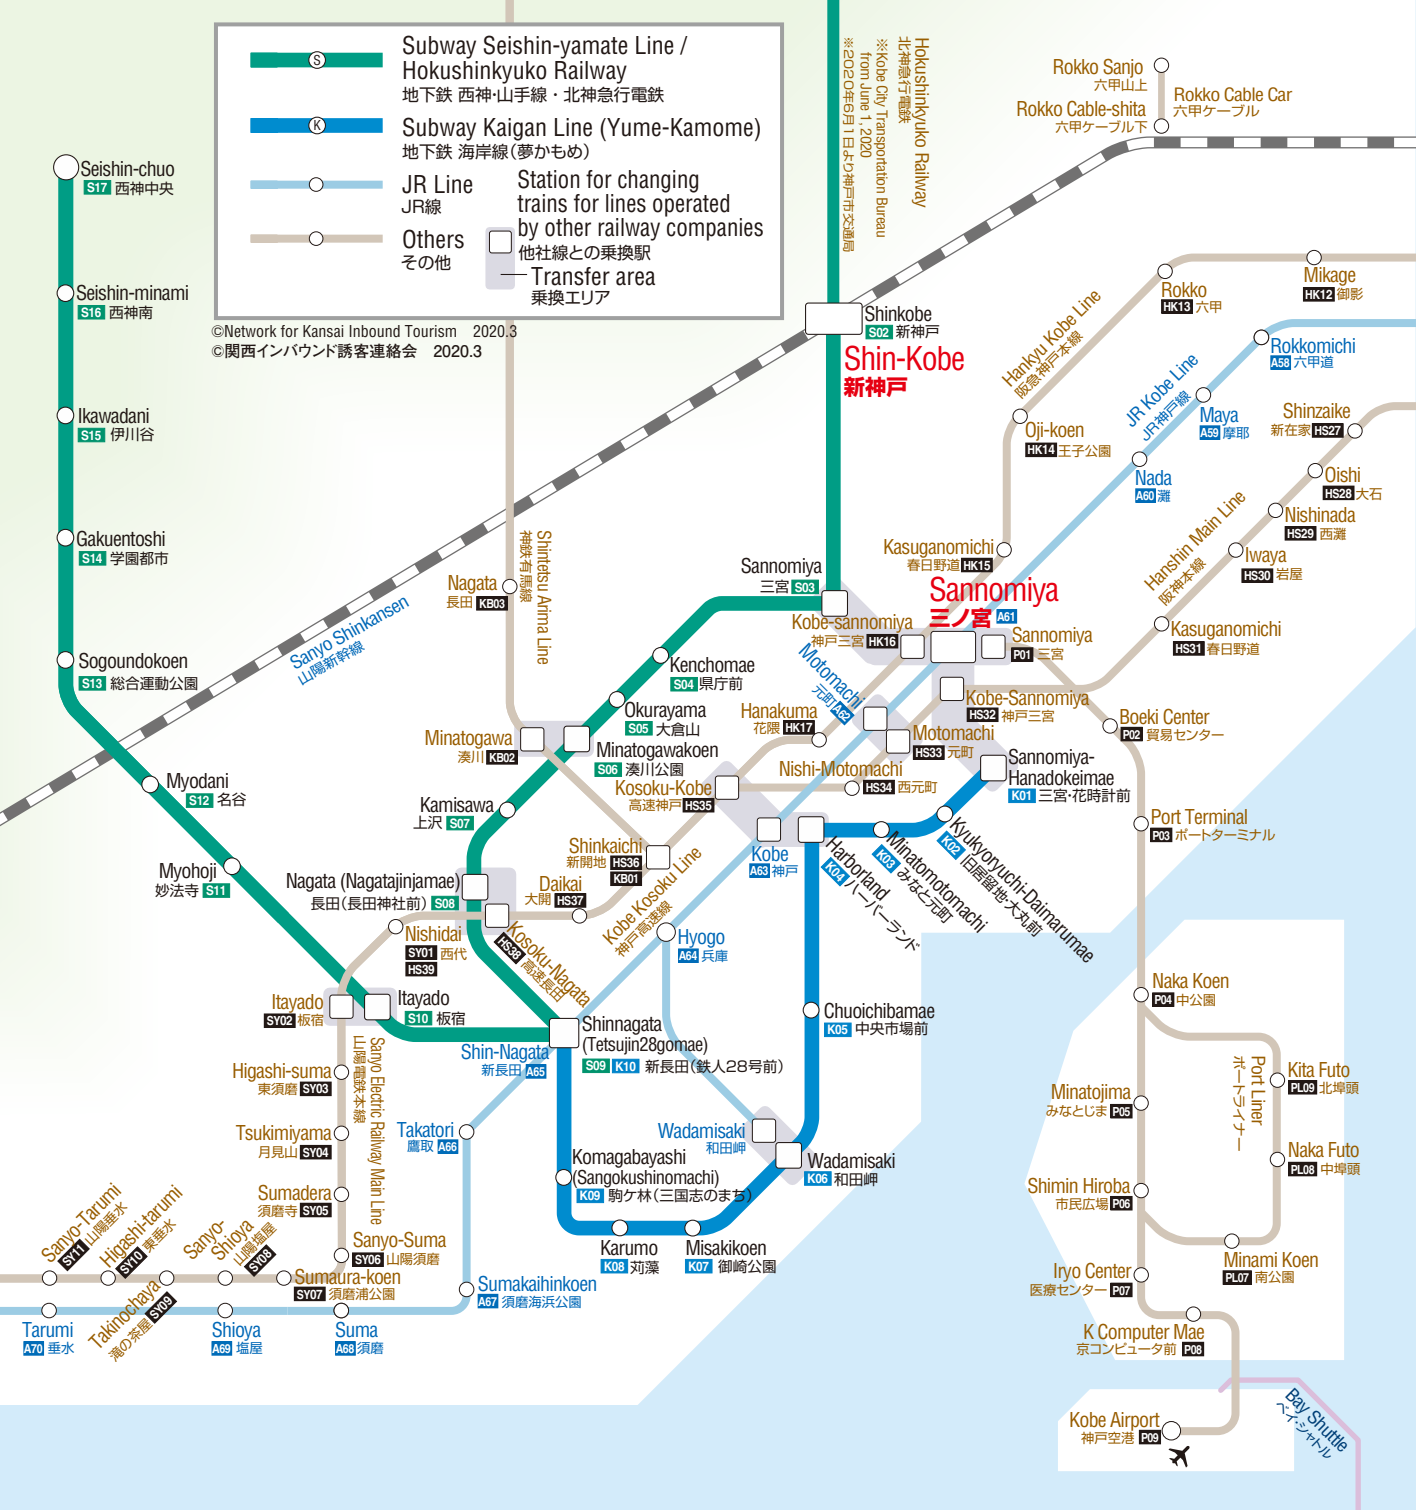 Subway Seishin-yamate Line /
Hokushinkyuko Railway
地下鉄 西神・山手線・北神急行電鉄
S
Subway Kaigan Line (Yume-Kamome)
地下鉄 海岸線(夢かもめ)
K
JR Line
JR線
Others
その他
Station for changing
trains for lines operated
by other railway companies
他社線との乗換駅
Transfer area
乗換エリア
©Network for Kansai Inbound Tourism 2020.3
©関西インバウンド誘客連絡会 2020.3
Hokushinkyuko Railway
北神急行電鉄
※Kobe City Transportation Bureau
from June 1, 2020
※2020年6月1日より神戸市交通局
Rokko Sanjo
六甲山上
Rokko Cable-shita
六甲ケーブル下
Rokko Cable Car
六甲ケーブル
Seishin-chuo
S17 西神中央
Seishin-minami
S16 西神南
Ikawadani
S15 伊川谷
Gakuentoshi
S14 学園都市
Sogoundokoen
S13 総合運動公園
Myodani
S12 名谷
Myohoji
妙法寺 S11
Itayado
S10 板宿
Shinkobe
S02 新神戸
Shin-Kobe
新神戸
Sannomiya
三宮 S03
Kenchomae
S04 県庁前
Okurayama
S05 大倉山
Minatogawakoen
S06 湊川公園
Kamisawa
上沢 S07
Nagata (Nagatajinjamae)
長田(長田神社前) S08
Shinnagata
(Tetsujin28gomae)
S09 K10 新長田(鉄人28号前)
Sanyo Shinkansen
山陽新幹線
Shintetsu Arima Line
神鉄有馬線
Nagata
長田 KB03
Minatogawa
湊川 KB02
Shinkaichi
新開地 HS36
KB01
Hankyu Kobe Line
阪急神戸本線
Mikage
HK12 御影
Rokko
HK13 六甲
Oji-koen
HK14 王子公園
Kasuganomichi
春日野道 HK15
Kobe-sannomiya
神戸三宮 HK16
Hanakuma
花隈 HK17
JR Kobe Line
JR神戸線
Rokkomichi
A58 六甲道
Maya
A59 摩耶
Nada
A60 灘
Sannomiya
三ノ宮 A61
Motomachi
元町 A62
Kobe
A63 神戸
Hyogo
A64 兵庫
Shin-Nagata
新長田 A65
Takatori
鷹取 A66
Sumakaihinkoen
A67 須磨海浜公園
Suma
A68 須磨
Shioya
A69 塩屋
Tarumi
A70 垂水
Wadamisaki
和田岬
Hanshin Main Line
阪神本線
Shinzaike
新在家 HS27
Oishi
HS28 大石
Nishinada
HS29 西灘
Iwaya
HS30 岩屋
Kasuganomichi
HS31 春日野道
Kobe-Sannomiya
HS32 神戸三宮
Motomachi
HS33 元町
Nishi-Motomachi
HS34 西元町
Kosoku-Kobe
高速神戸 HS35
Kobe Kosoku Line
神戸高速線
Daikai
大開 HS37
Kosoku-Nagata
HS38 高速長田
Nishidai
SY01 西代
HS39
Itayado
SY02 板宿
Sanyo Electric Railway Main Line
山陽電鉄本線
Higashi-suma
東須磨 SY03
Tsukimiyama
月見山 SY04
Sumadera
須磨寺 SY05
Sanyo-Suma
SY06 山陽須磨
Sumaura-koen
SY07 須磨浦公園
Sanyo-
Shioya
山陽塩屋
SY08
Takinochaya
滝の茶屋 SY09
Higashi-tarumi
SY10 東垂水
Sanyo-Tarumi
SY11 山陽垂水
Sannomiya-
Hanadokeimae
K01 三宮・花時計前
Kyukyoryuchi-Daimarumae
K02 旧居留地・大丸前
Minatomotomachi
K03 みなと元町
Harborland
K04 ハーバーランド
Chuoichibamae
K05 中央市場前
Wadamisaki
K06 和田岬
Misakikoen
K07 御崎公園
Karumo
K08 苅藻
Komagabayashi
(Sangokushinomachi)
K09 駒ケ林(三国志のまち)
Sannomiya
P01 三宮
Boeki Center
P02 貿易センター
Port Terminal
P03 ポートターミナル
Naka Koen
P04 中公園
Minatojima
みなとじま P05
Shimin Hiroba
市民広場 P06
Iryo Center
医療センター P07
K Computer Mae
京コンピュータ前 P08
Kobe Airport
神戸空港 P09
Port Liner
ポートライナー
Kita Futo
PL09 北埠頭
Naka Futo
PL08 中埠頭
Minami Koen
PL07 南公園
Bay Shuttle
ベイ・シャトル